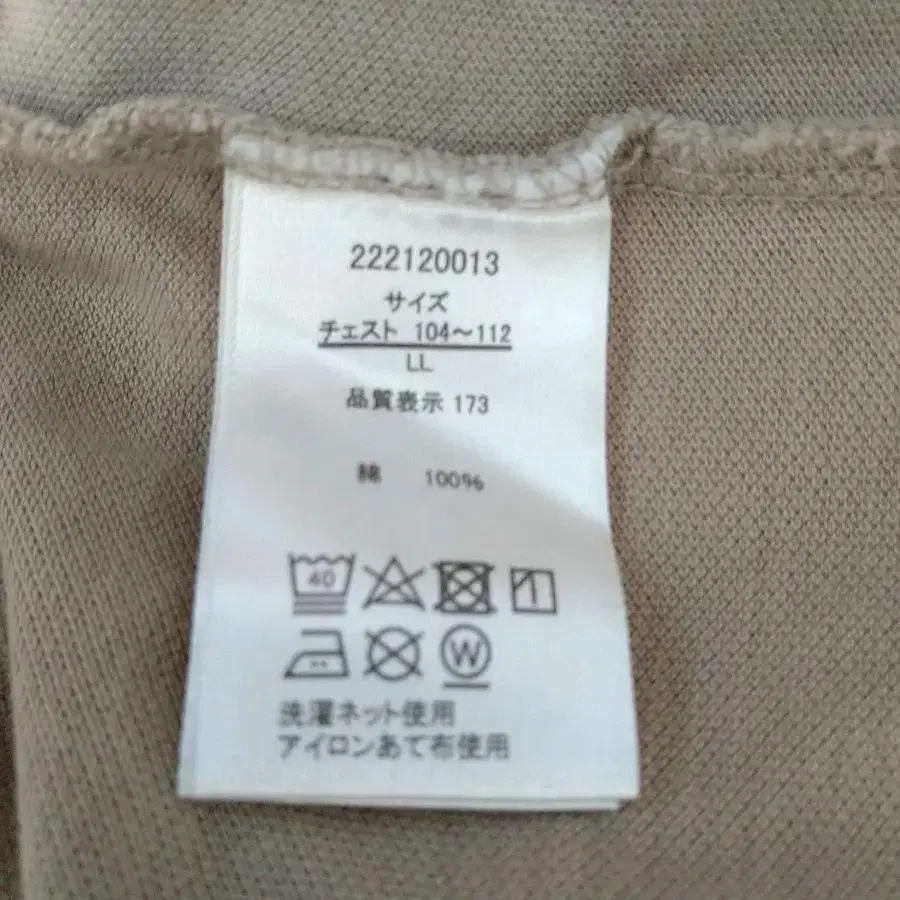 222120013
サイズ
チェスト 104～112
LL
品質表示 173
綿 100%
40
W
洗濯ネット使用
アイロンあて布使用